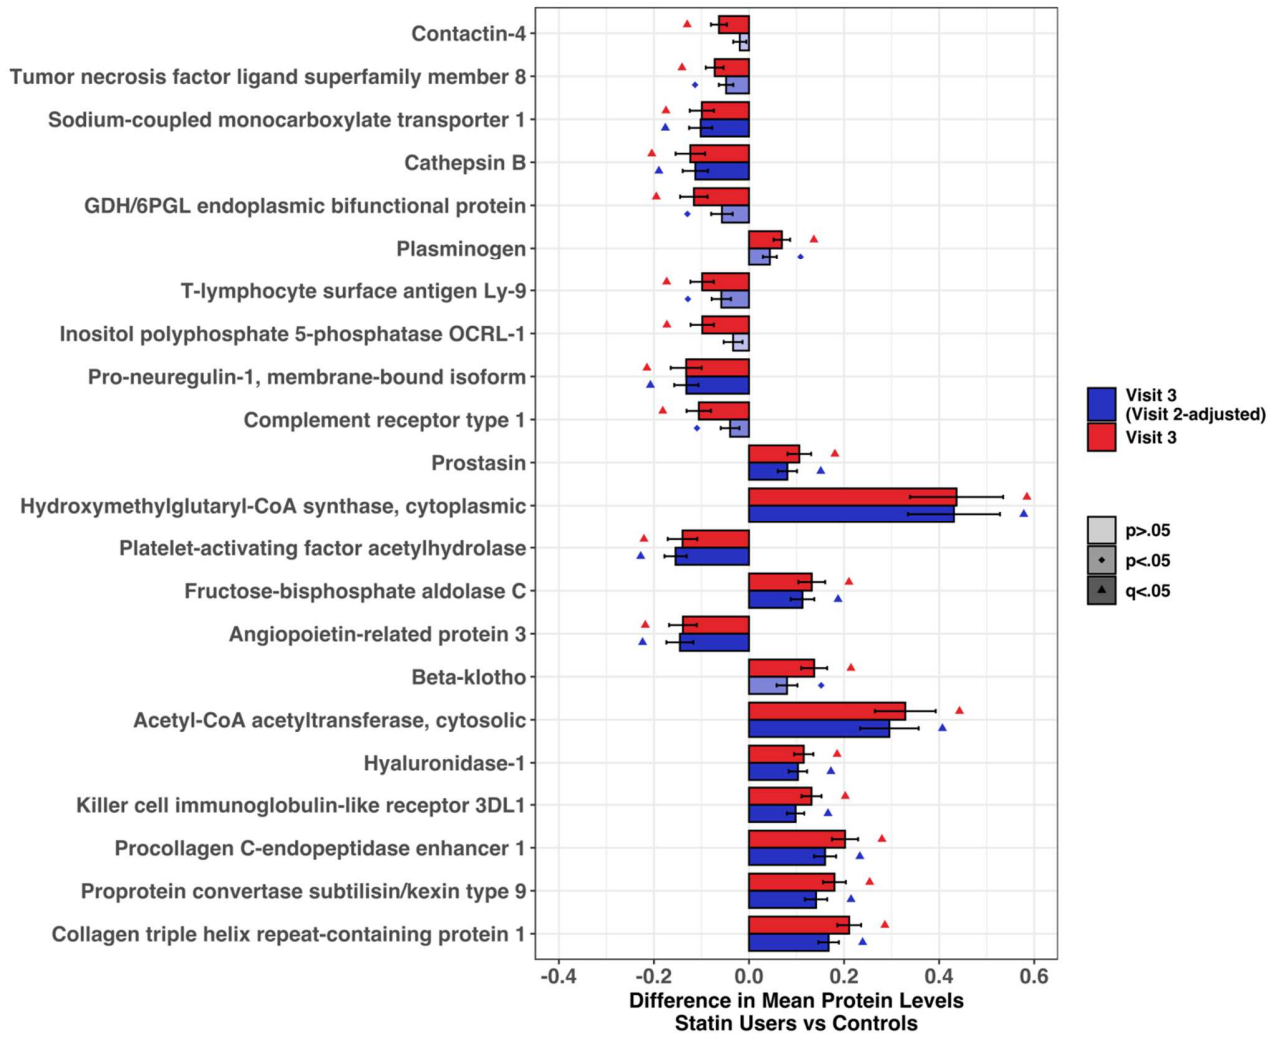 Contactin-4
Tumor necrosis factor ligand superfamily member 8
Sodium-coupled monocarboxylate transporter 1
Cathepsin B
GDH/6PGL endoplasmic bifunctional protein
Plasminogen
T-lymphocyte surface antigen Ly-9
Inositol polyphosphate 5-phosphatase OCRL-1
Pro-neuregulin-1, membrane-bound isoform
Complement receptor type 1
Prostasin
Hydroxymethylglutaryl-CoA synthase, cytoplasmic
Platelet-activating factor acetylhydrolase
Fructose-bisphosphate aldolase C
Angiopoietin-related protein 3
Beta-klotho
Acetyl-CoA acetyltransferase, cytosolic
Hyaluronidase-1
Killer cell immunoglobulin-like receptor 3DL1
Procollagen C-endopeptidase enhancer 1
Proprotein convertase subtilisin/kexin type 9
Collagen triple helix repeat-containing protein 1
-0.4 -0.2 0.0 0.2 0.4 0.6
Difference in Mean Protein Levels
Statin Users vs Controls
Visit 3
(Visit 2-adjusted)
Visit 3
p>.05
p<.05
q<.05